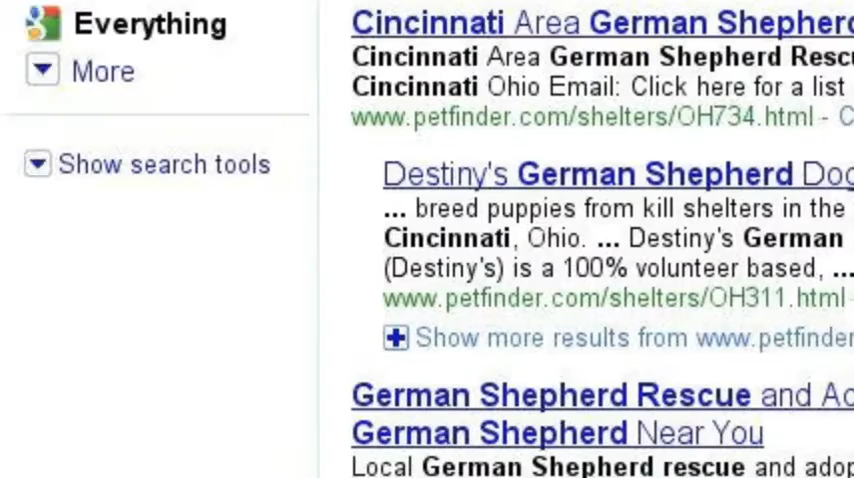 Everything
More
Show search tools
Cincinnati Area German Shepherd
Cincinnati Area German Shepherd
Cincinnati Ohio Email: Click here for a list
www.petfinder.com/shelters/OH734.html -
Destiny's German Shepherd
... breed puppies from kill shelters in the
Cincinnati, Ohio. ... Destiny's German
(Destiny's) is a 100% volunteer based, ...
www.petfinder.com/shelters/OH311.html
Show more results from
German Shepherd Rescue and
German Shepherd Near You
Local German Shepherd rescue and